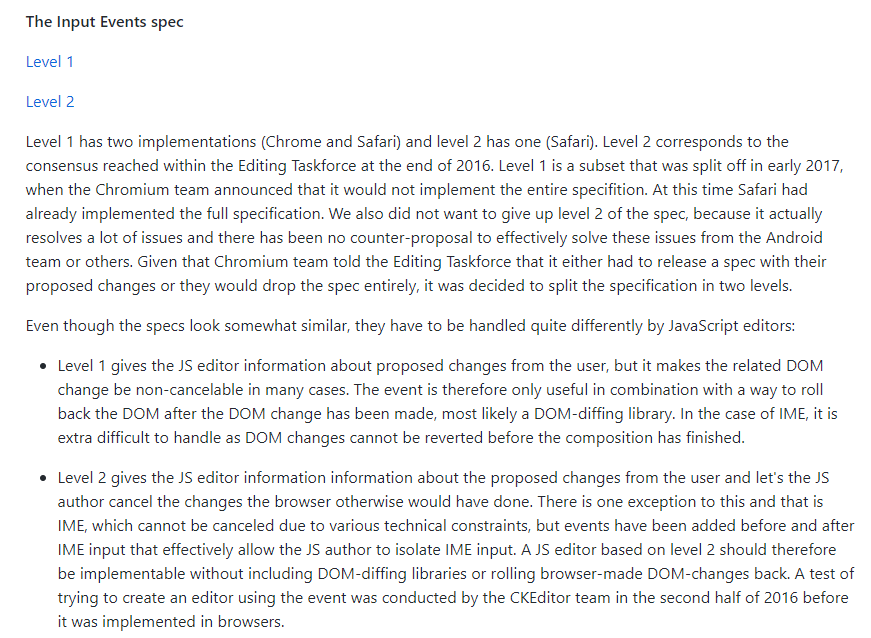 The Input Events spec
Level 1
Level 2
Level 1 has two implementations (Chrome and Safari) and level 2 has one (Safari). Level 2 corresponds to the
consensus reached within the Editing Taskforce at the end of 2016. Level 1 is a subset that was split off in early 2017,
when the Chromium team announced that it would not implement the entire specifition. At this time Safari had
already implemented the full specification. We also did not want to give up level 2 of the spec, because it actually
resolves a lot of issues and there has been no counter-proposal to effectively solve these issues from the Android
team or others. Given that Chromium team told the Editing Taskforce that it either had to release a spec with their
proposed changes or they would drop the spec entirely, it was decided to split the specification in two levels.
Even though the specs look somewhat similar, they have to be handled quite differently by JavaScript editors:
• Level 1 gives the JS editor information about proposed changes from the user, but it makes the related DOM
change be non-cancelable in many cases. The event is therefore only useful in combination with a way to roll
back the DOM after the DOM change has been made, most likely a DOM-diffing library. In the case of IME, it is
extra difficult to handle as DOM changes cannot be reverted before the composition has finished.
• Level 2 gives the JS editor information information about the proposed changes from the user and let's the JS
author cancel the changes the browser otherwise would have done. There is one exception to this and that is
IME, which cannot be canceled due to various technical constraints, but events have been added before and after
IME input that effectively allow the JS author to isolate IME input. A JS editor based on level 2 should therefore
be implementable without including DOM-diffing libraries or rolling browser-made DOM-changes back. A test of
trying to create an editor using the event was conducted by the CKEditor team in the second half of 2016 before
it was implemented in browsers.